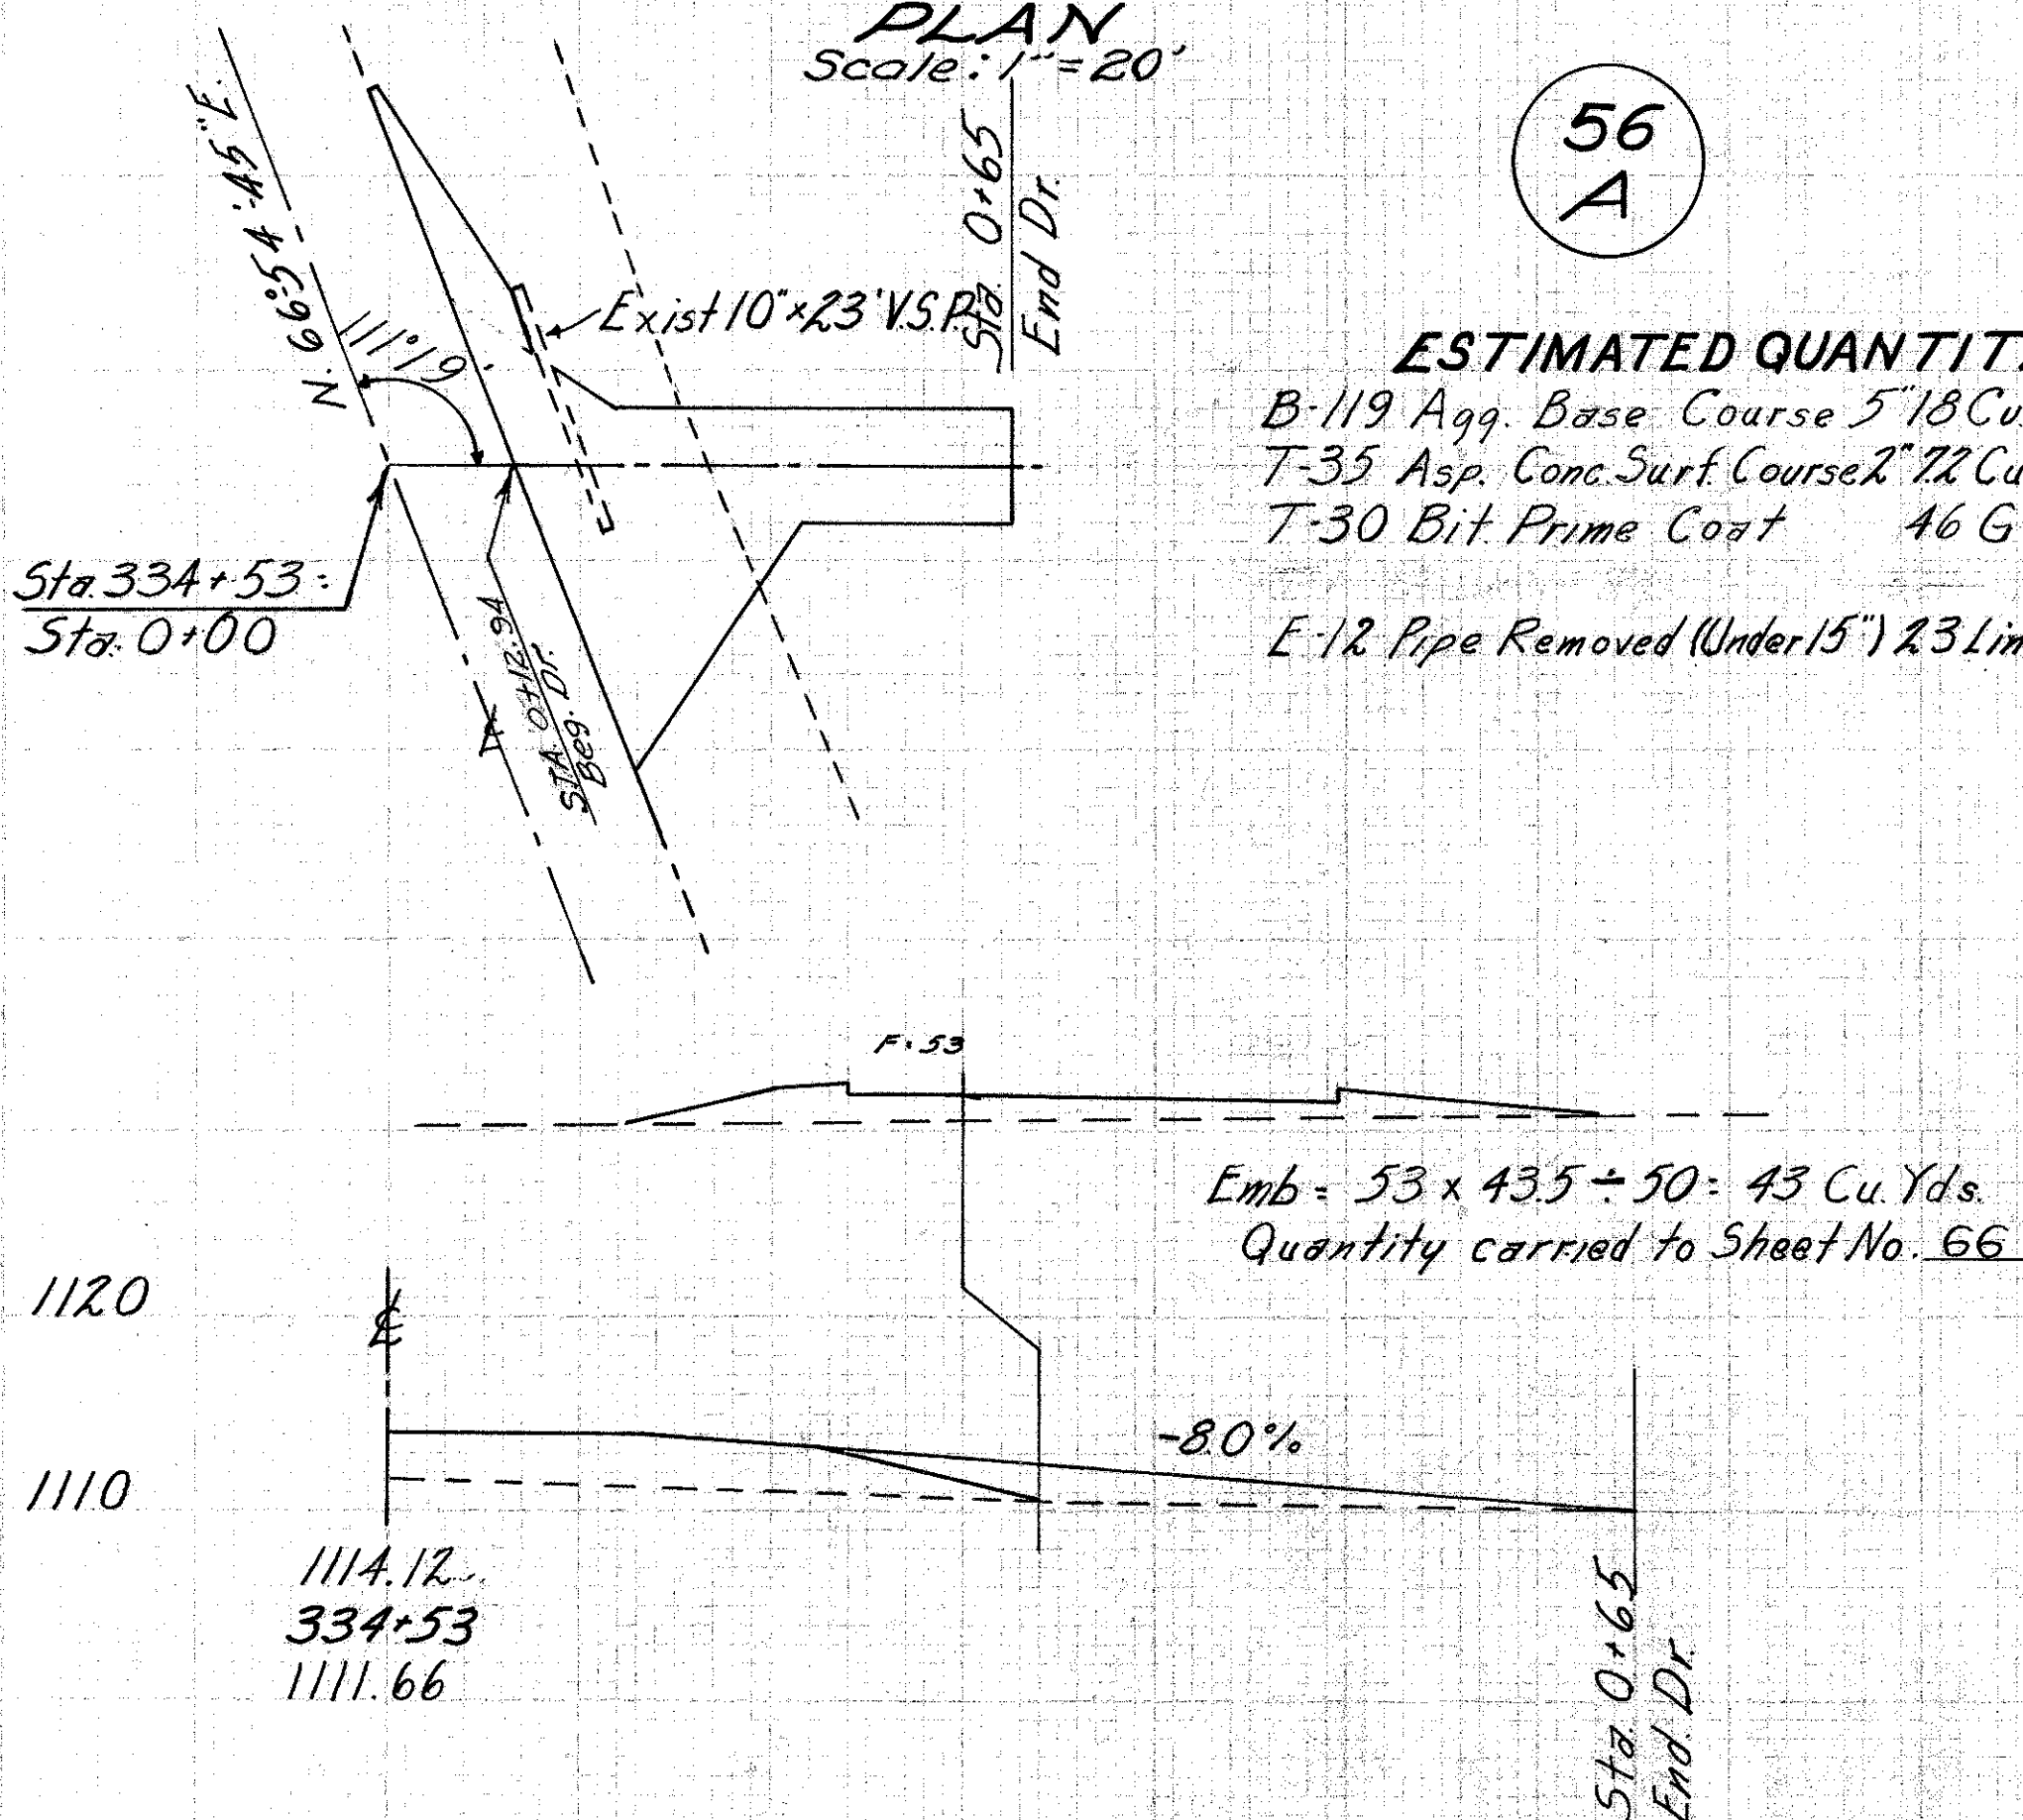 PLAN
Scale: 1" = 20'
56
A
N. 66°-54'-45" E.
111°19'
Exist 10" x 23' V.S.P.
Sta. 0+65
End Dr.
Sta. 334+53 =
Sta. 0+00
STA. 0+12.94
Beg. Dr.
ESTIMATED QUANTIT
B-119 Agg. Base Course 5" 18 Cu.
T-35 Asp. Conc. Surf. Course 2" 7.2 Cu
T-30 Bit. Prime Coat 46 G
E-12 Pipe Removed (Under 15") 23 Lin
F=53
Emb = 53 x 43.5 ÷ 50 = 43 Cu. Yds.
Quantity carried to Sheet No. 66
1120
℄
-8.0%
1110
1114.12
334+53
1111.66
Sta. 0+65
End. Dr.